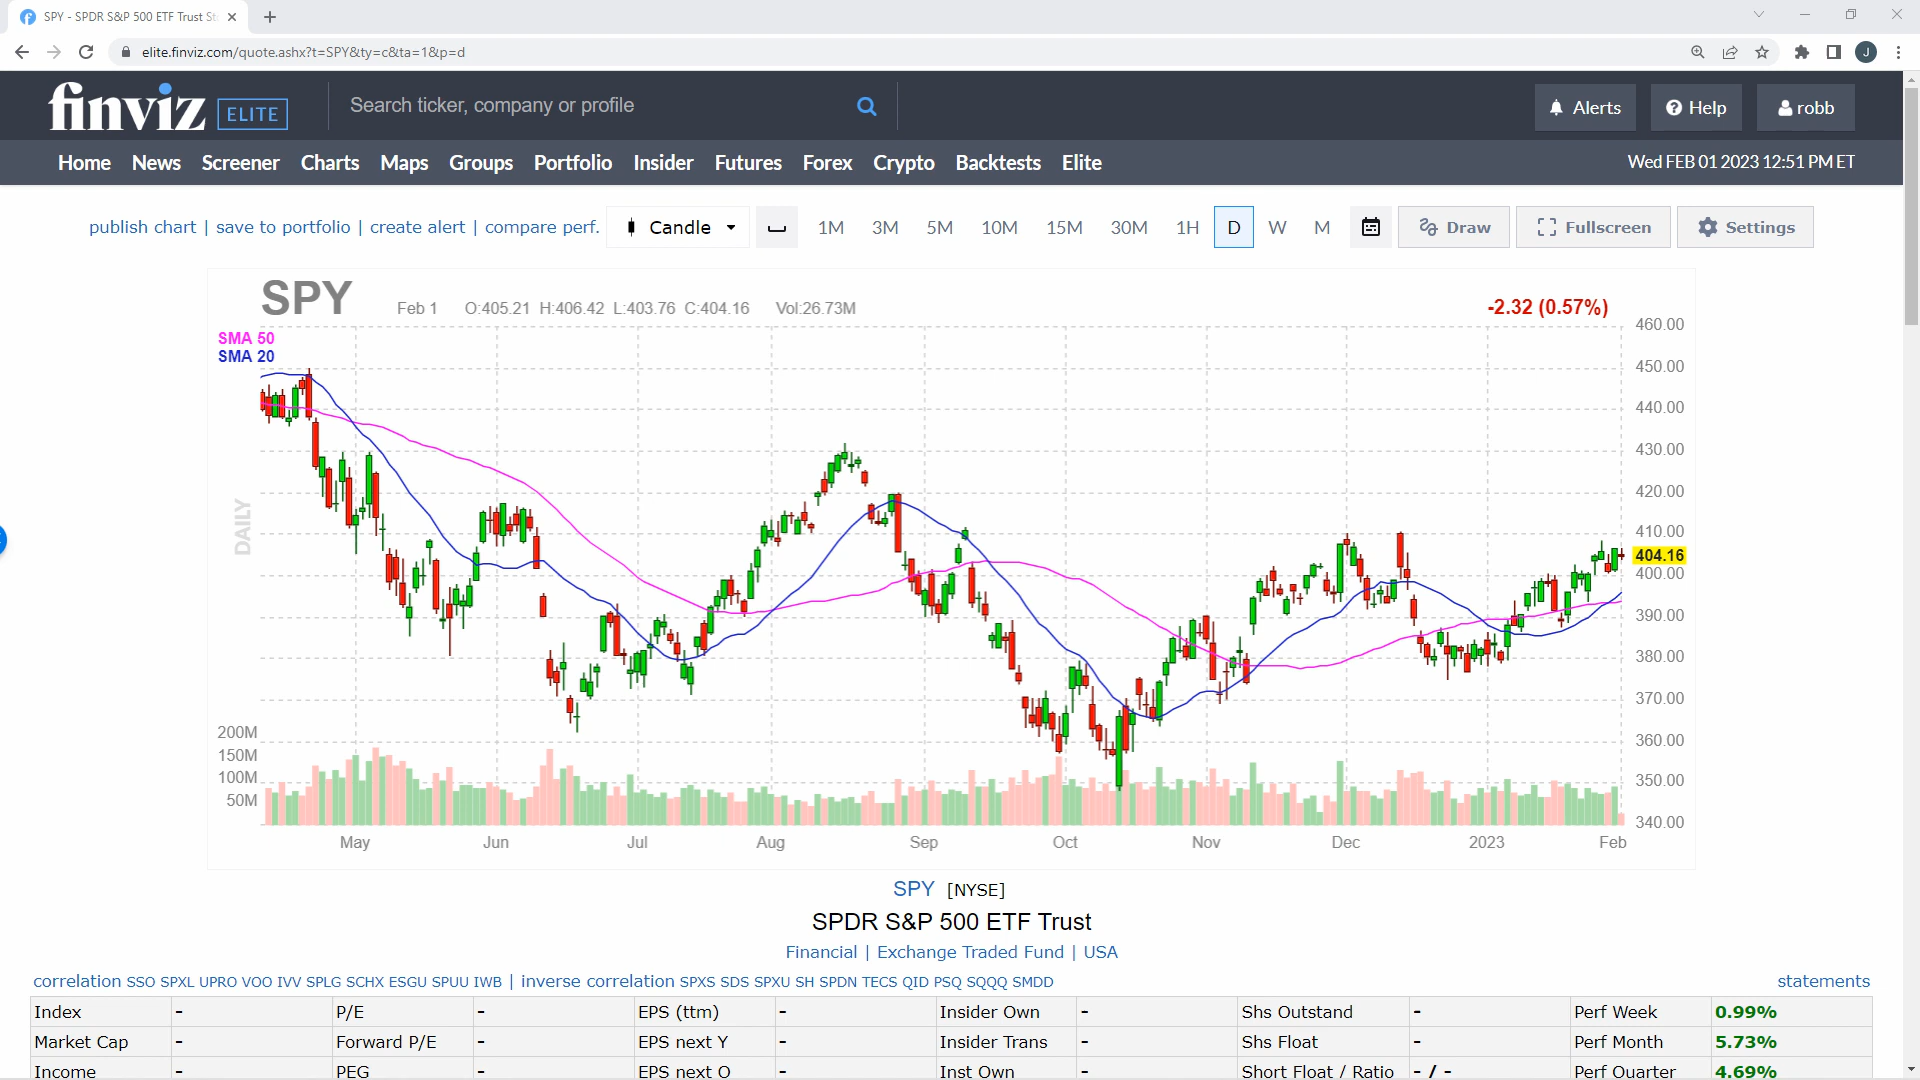 SPY - SPDR S&P 500 ETF Trust St
elite.finviz.com/quote.ashx?t=SPY&ty=c&ta=1&p=d
J
finviz ELITE
Search ticker, company or profile
Alerts
Help
robb
Home News Screener Charts Maps Groups Portfolio Insider Futures Forex Crypto Backtests Elite
Wed FEB 01 2023 12:51 PM ET
publish chart | save to portfolio | create alert | compare perf.
Candle
1M 3M 5M 10M 15M 30M 1H D W M
Draw
Fullscreen
Settings
SPY Feb 1 O:405.21 H:406.42 L:403.76 C:404.16 Vol:26.73M
-2.32 (0.57%)
SMA 50
SMA 20
DAILY
460.00
450.00
440.00
430.00
420.00
410.00
404.16
400.00
390.00
380.00
370.00
360.00
350.00
340.00
200M
150M
100M
50M
May Jun Jul Aug Sep Oct Nov Dec 2023 Feb
SPY [NYSE]
SPDR S&P 500 ETF Trust
Financial | Exchange Traded Fund | USA
correlation SSO SPXL UPRO VOO IVV SPLG SCHX ESGU SPUU IWB | inverse correlation SPXS SDS SPXU SH SPDN TECS QID PSQ SQQQ SMDD
statements
Index - P/E - EPS (ttm) - Insider Own - Shs Outstand - Perf Week 0.99%
Market Cap - Forward P/E - EPS next Y - Insider Trans - Shs Float - Perf Month 5.73%
Income - PEG - EPS next Q - Inst Own - Short Float / Ratio - / - Perf Quarter 4.69%